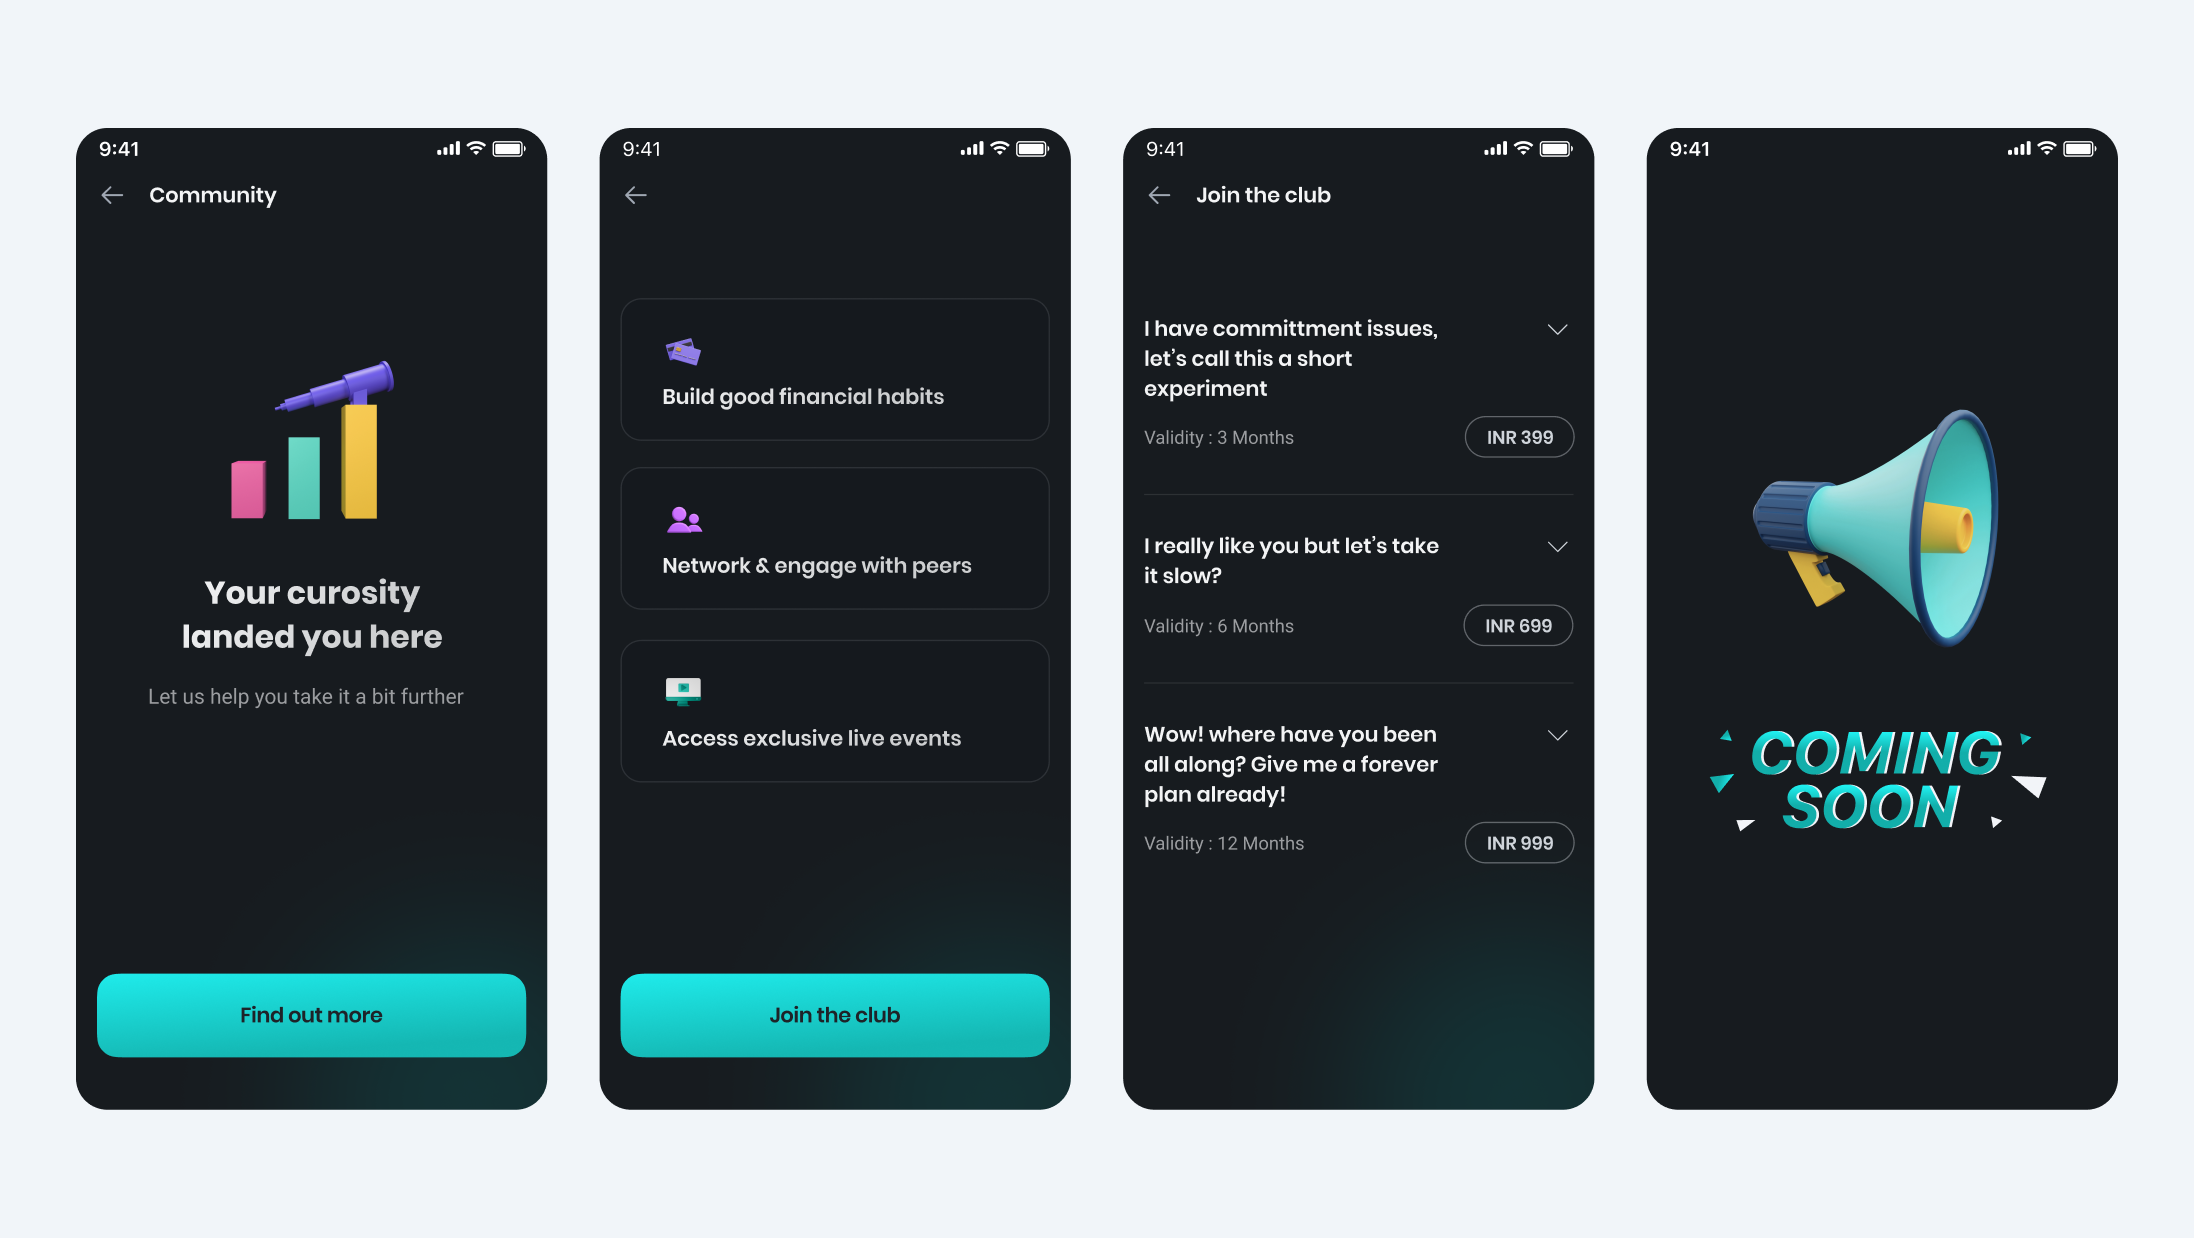 9:41
Community
Your curosity
landed you here
Let us help you take it a bit further
Find out more
9:41
Build good financial habits
Network & engage with peers
Access exclusive live events
Join the club
9:41
Join the club
I have committment issues,
let's call this a short
experiment
Validity : 3 Months
INR 399
I really like you but let's take
it slow?
Validity : 6 Months
INR 699
Wow! where have you been
all along? Give me a forever
plan already!
Validity : 12 Months
INR 999
9:41
COMING
SOON